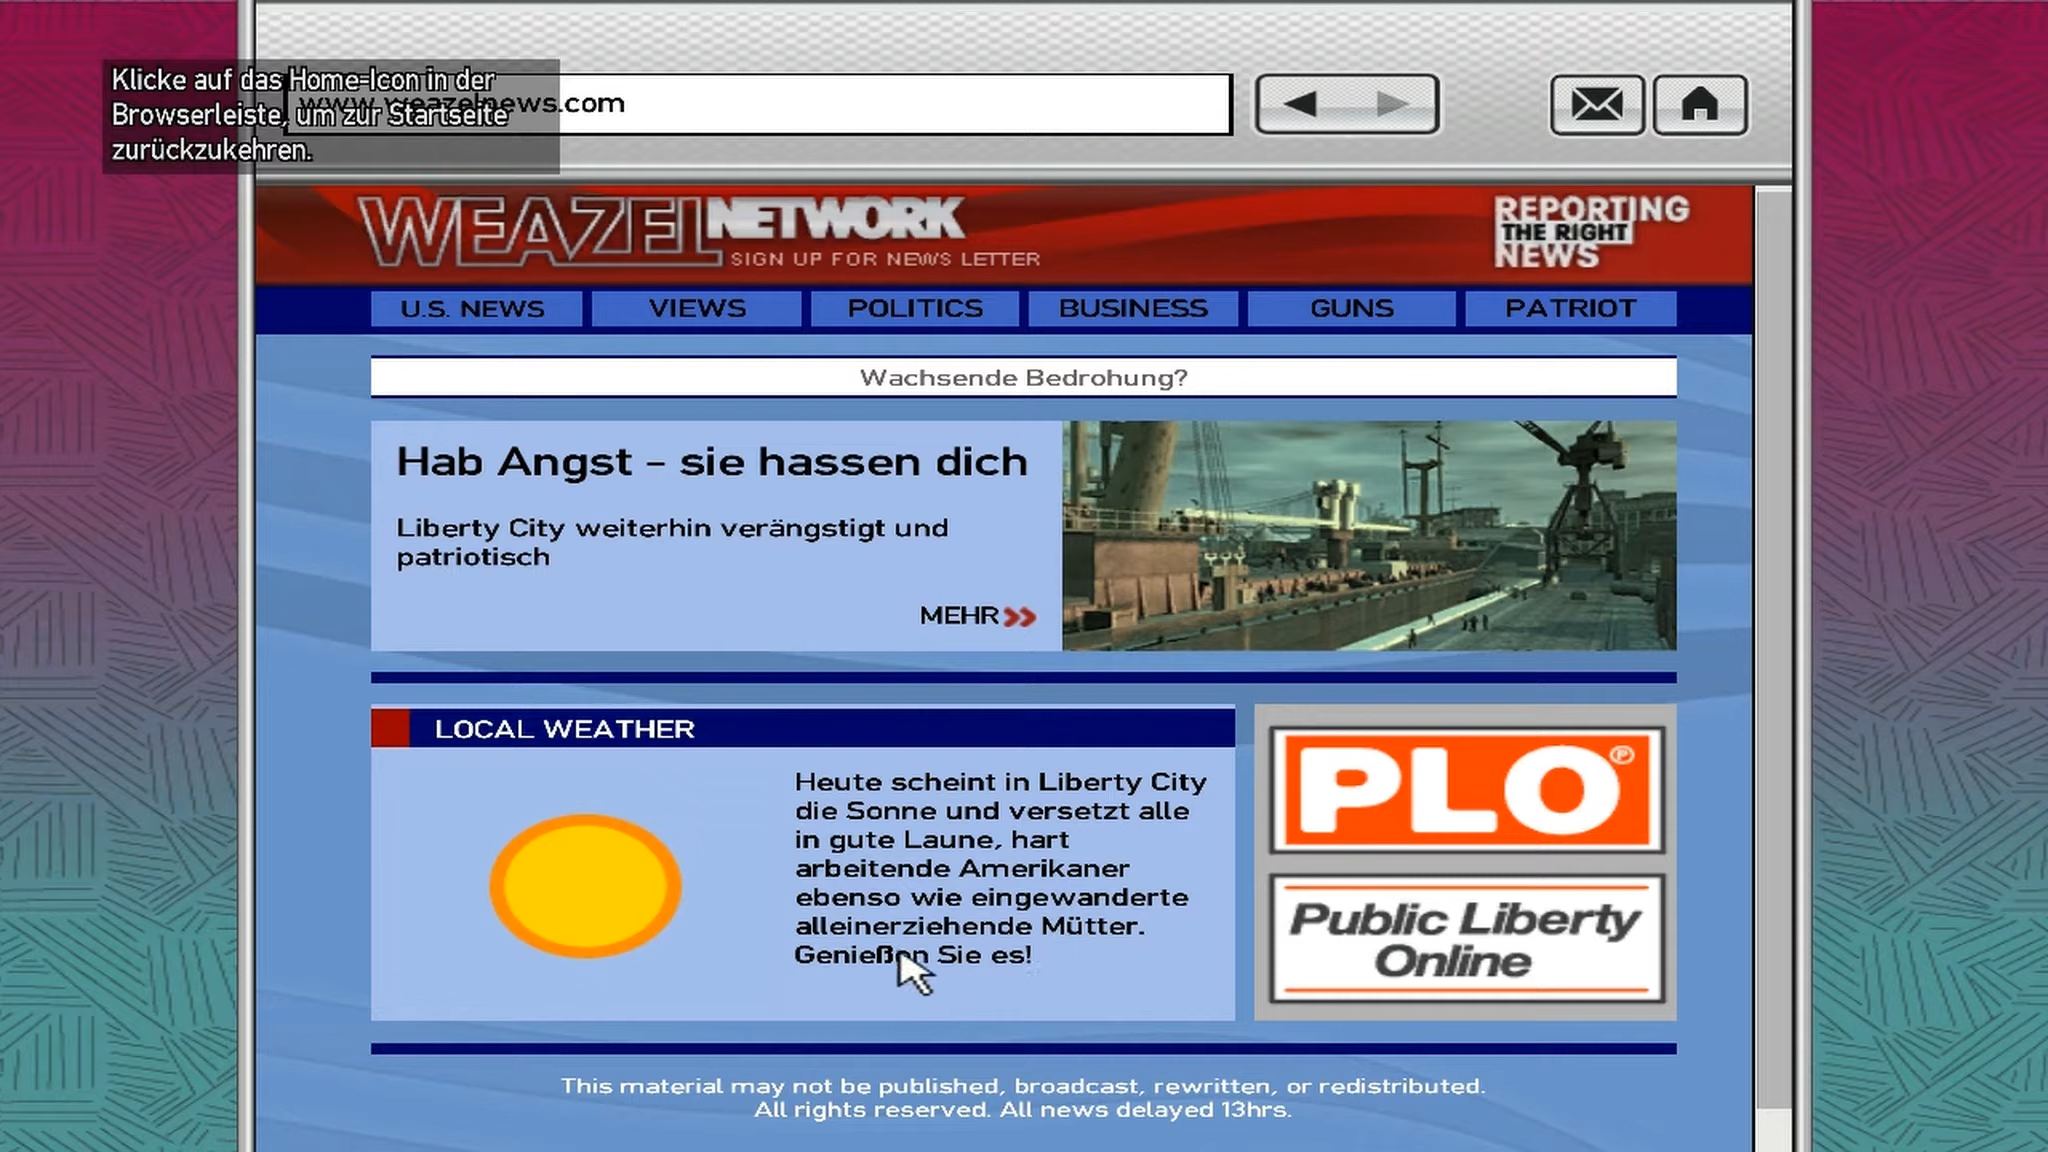 Klicke auf das Home-Icon in der
Browserleiste, um zur Startseite
zurückzukehren.
www.weazelnews.com
WEAZEL NETWORK
SIGN UP FOR NEWS LETTER
REPORTING
THE RIGHT
NEWS
U.S. NEWS
VIEWS
POLITICS
BUSINESS
GUNS
PATRIOT
Wachsende Bedrohung?
Hab Angst - sie hassen dich
Liberty City weiterhin verängstigt und
patriotisch
MEHR
LOCAL WEATHER
Heute scheint in Liberty City
die Sonne und versetzt alle
in gute Laune, hart
arbeitende Amerikaner
ebenso wie eingewanderte
alleinerziehende Mütter.
Genießen Sie es!
PLO
Public Liberty
Online
This material may not be published, broadcast, rewritten, or redistributed.
All rights reserved. All news delayed 13hrs.